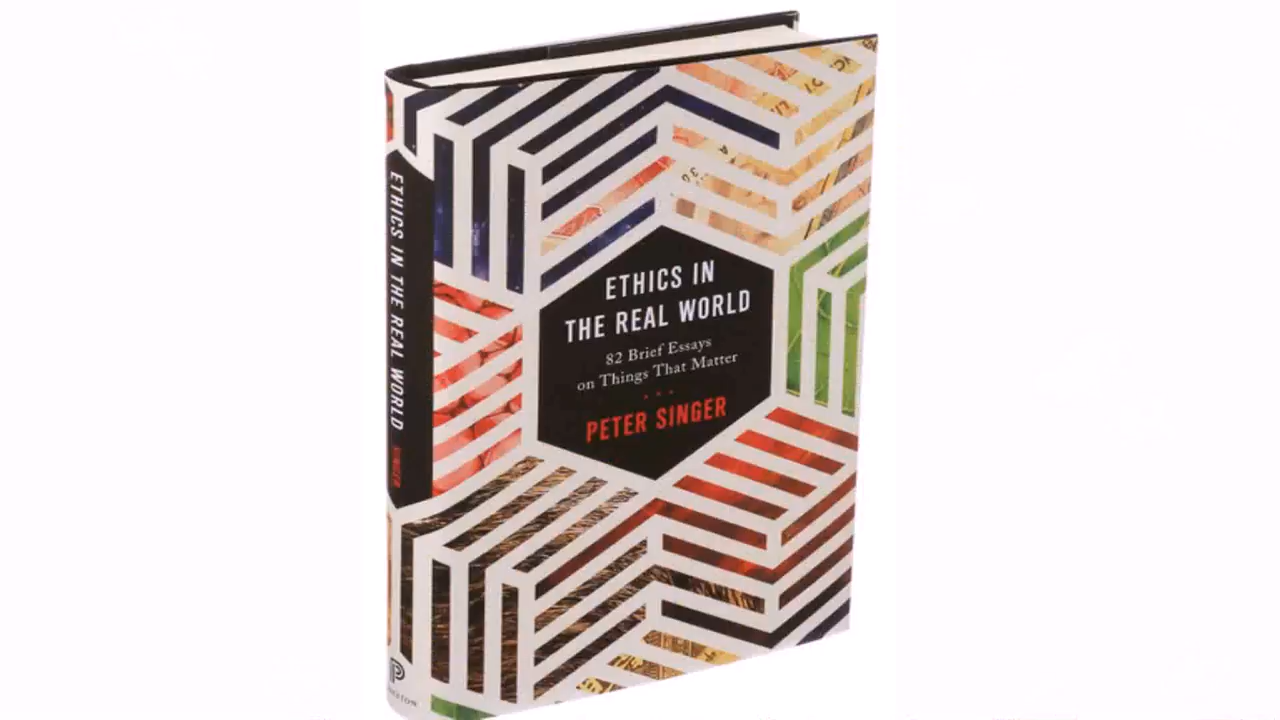 ETHICS IN
THE REAL WORLD
82 Brief Essays
on Things That Matter
PETER SINGER
ETHICS IN THE REAL WORLD
SINGER